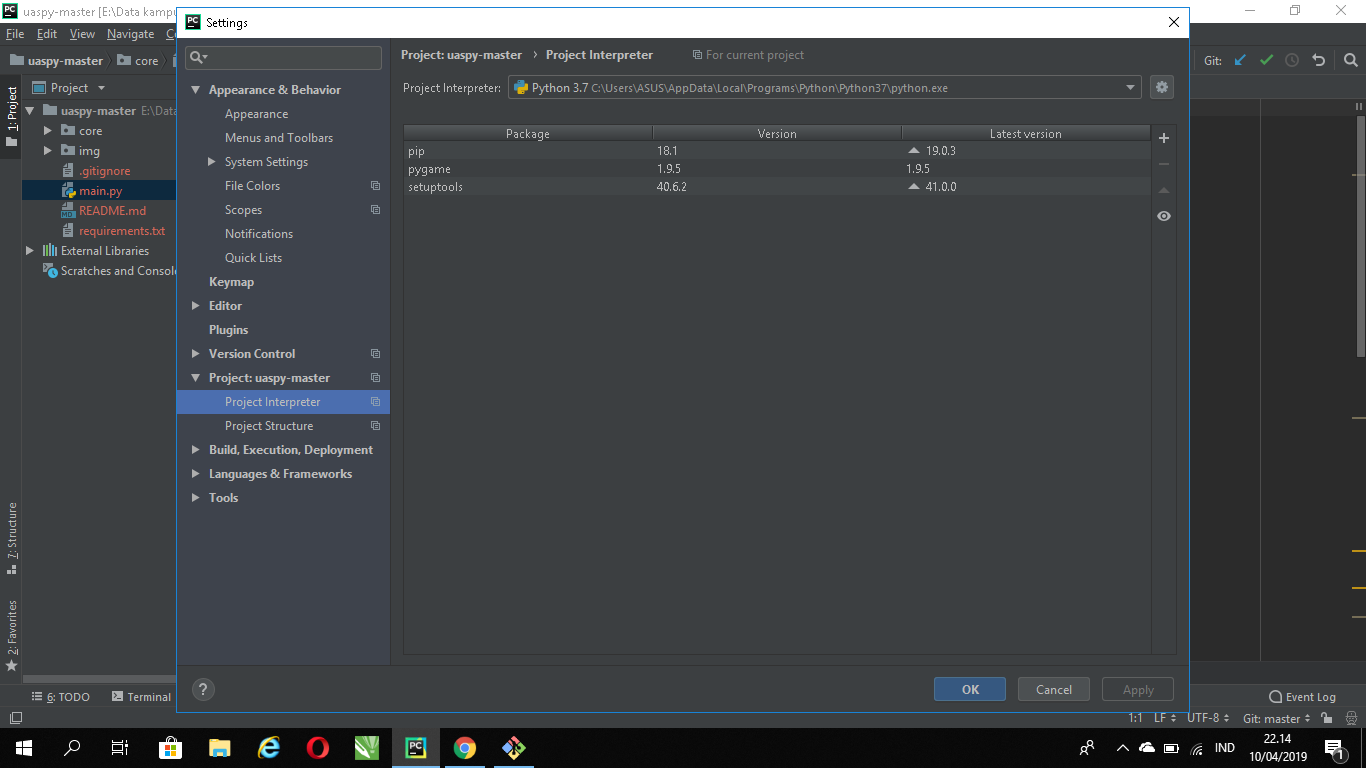 PC uaspy-master [E:\Data kampu
Settings
File Edit View Navigate C
uaspy-master core
Git:
Project
uaspy-master E:\Data
core
img
.gitignore
main.py
README.md
requirements.txt
External Libraries
Scratches and Consol
1: Project
7: Structure
2: Favorites
Appearance & Behavior
Appearance
Menus and Toolbars
System Settings
File Colors
Scopes
Notifications
Quick Lists
Keymap
Editor
Plugins
Version Control
Project: uaspy-master
Project Interpreter
Project Structure
Build, Execution, Deployment
Languages & Frameworks
Tools
Project: uaspy-master › Project Interpreter For current project
Project Interpreter: Python 3.7 C:\Users\ASUS\AppData\Local\Programs\Python\Python37\python.exe
Package Version Latest version
pip 18.1 19.0.3
pygame 1.9.5 1.9.5
setuptools 40.6.2 41.0.0
? OK Cancel Apply
6: TODO Terminal Event Log
1:1 LF UTF-8 Git: master
IND
22.14
10/04/2019
1